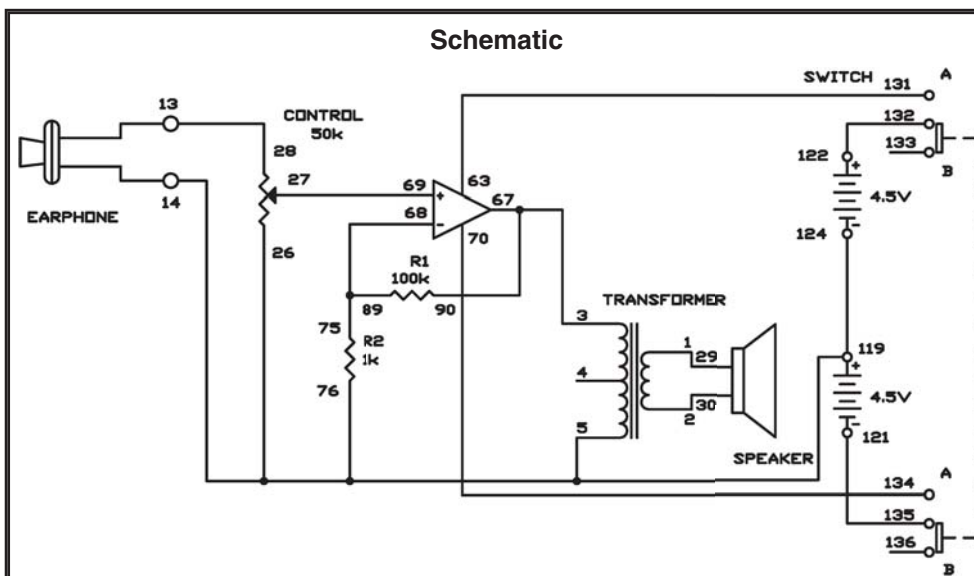 Schematic
SWITCH 131 A
13
CONTROL
50k
132
133
B
28
122
+
27
69 + 63
67
4.5V
14
68 -
70
-
124
EARPHONE
26
R1
100k
TRANSFORMER
89 90
3
75
R2
1k
1
29
119
+
4
76
30
2
4.5V
5
-
121
SPEAKER
134 A
135
136
B